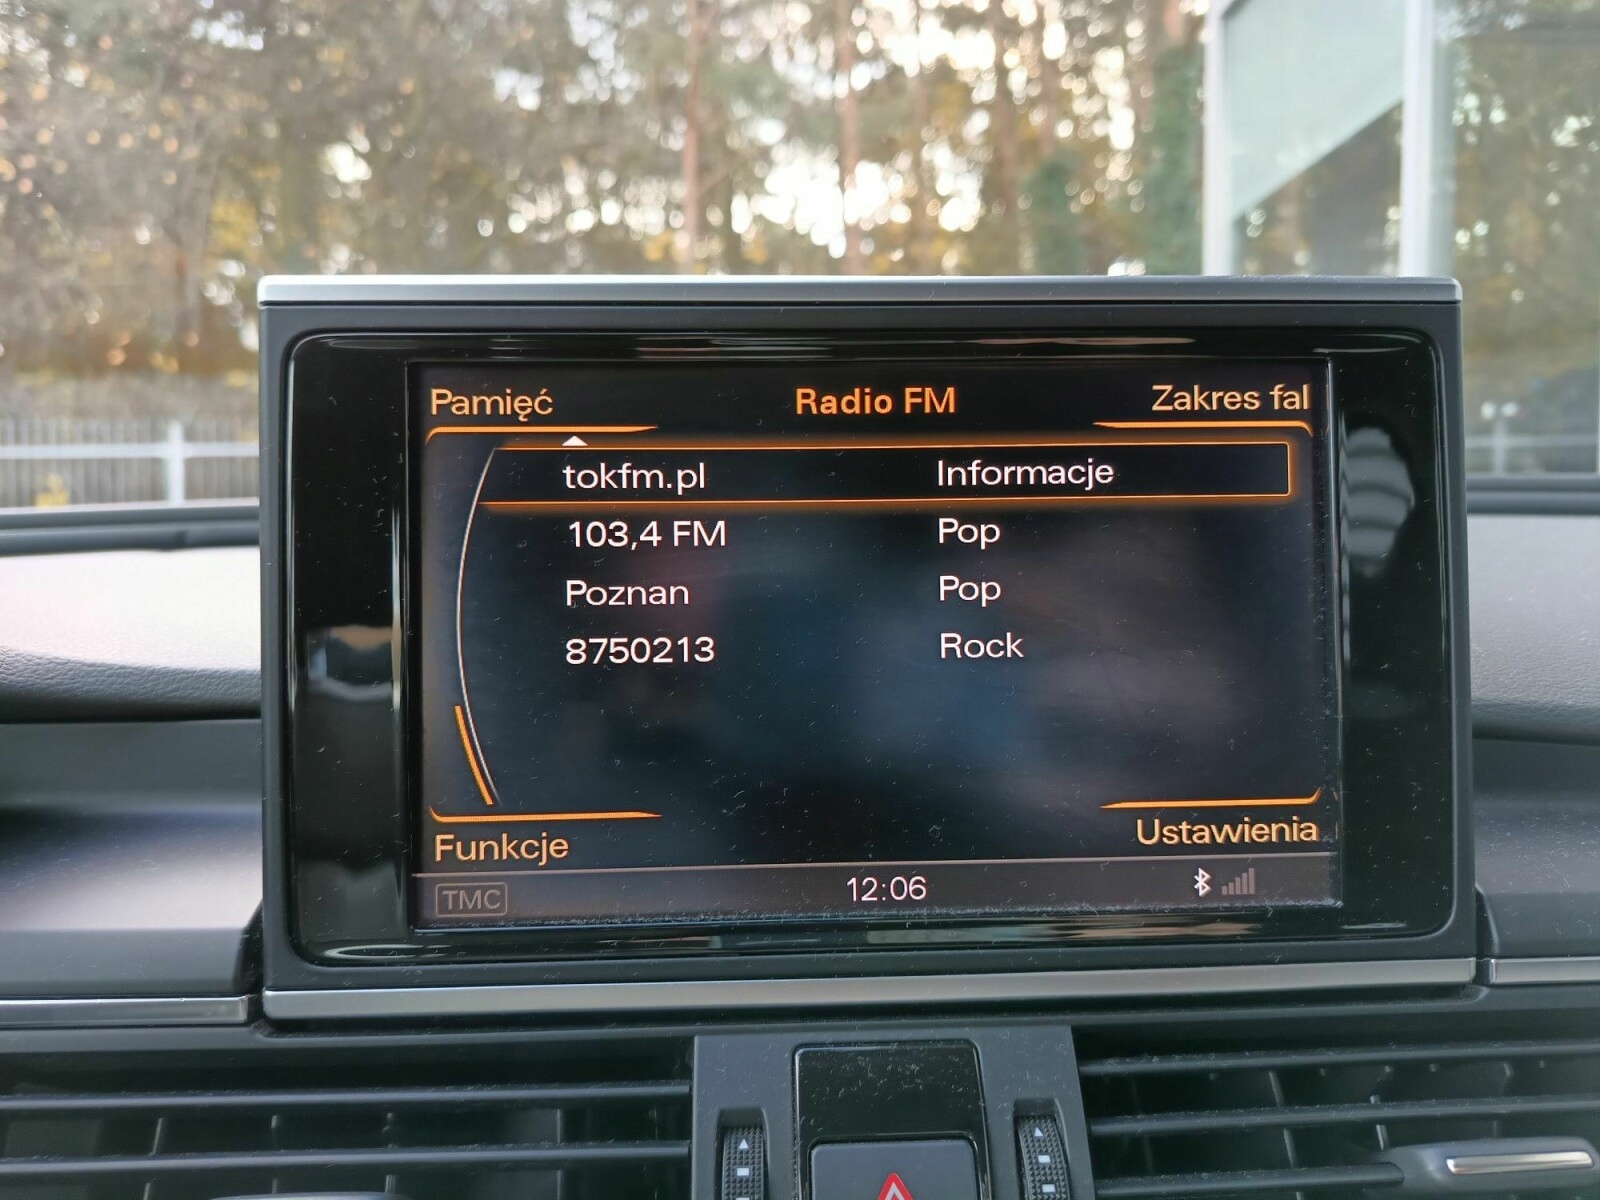 Pamięć Radio FM Zakres fal
tokfm.pl Informacje
103,4 FM Pop
Poznan Pop
8750213 Rock
Funkcje Ustawienia
TMC 12:06